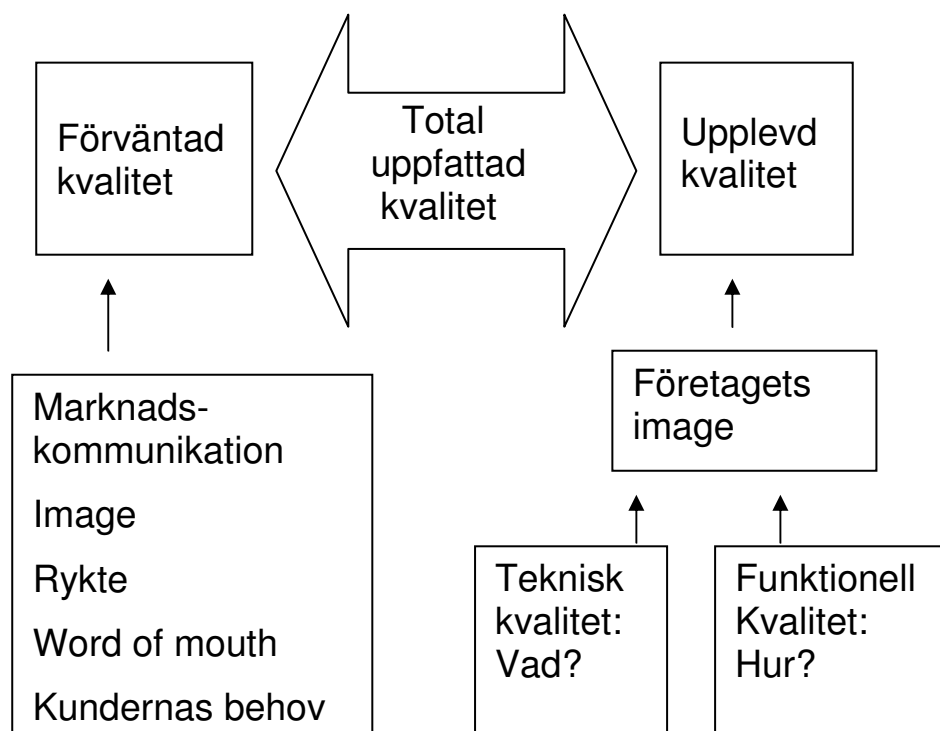 Förväntad
kvalitet
Total
uppfattad
kvalitet
Upplevd
kvalitet
Marknads-
kommunikation
Image
Rykte
Word of mouth
Kundernas behov
Företagets
image
Teknisk
kvalitet:
Vad?
Funktionell
Kvalitet:
Hur?